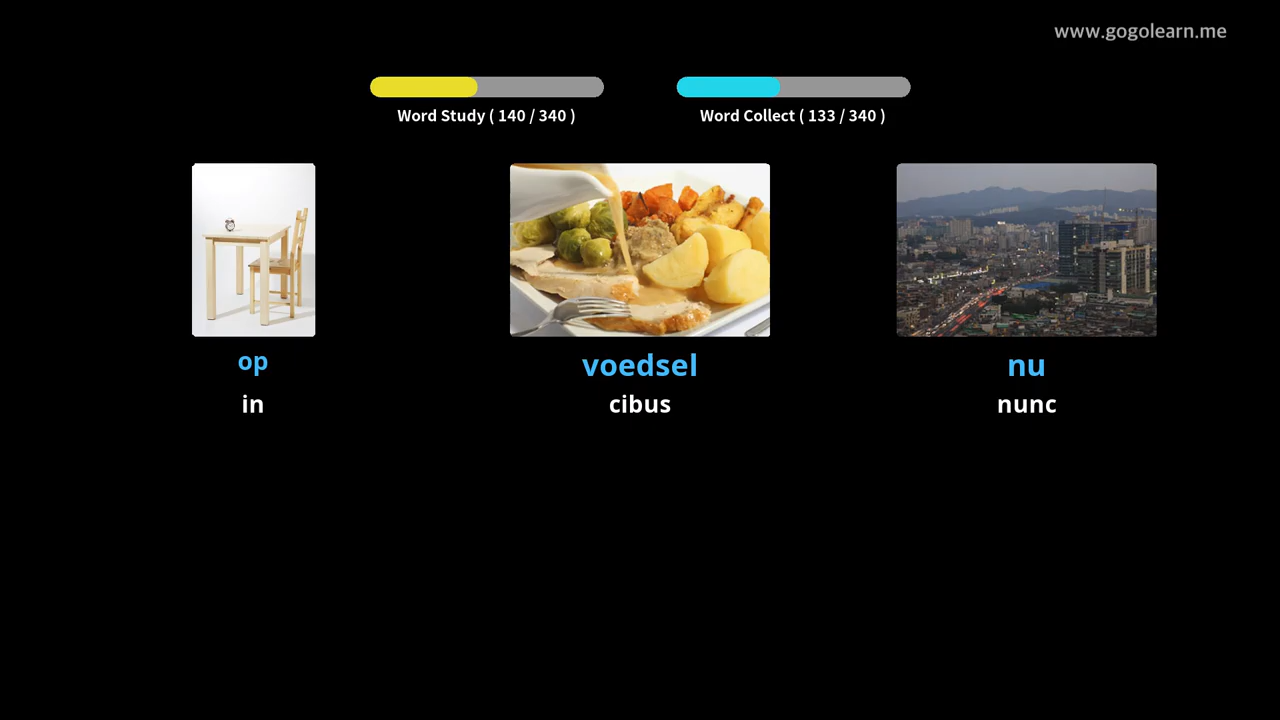 www.gogolearn.me
Word Study ( 140 / 340 )
Word Collect ( 133 / 340 )
op
in
voedsel
cibus
nu
nunc